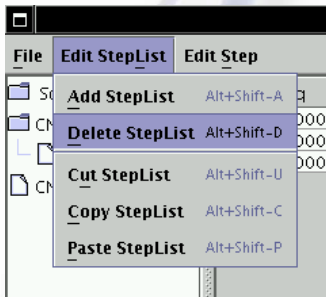 File Edit StepList Edit Step
Add StepList Alt+Shift-A
Delete StepList Alt+Shift-D
Cut StepList Alt+Shift-U
Copy StepList Alt+Shift-C
Paste StepList Alt+Shift-P